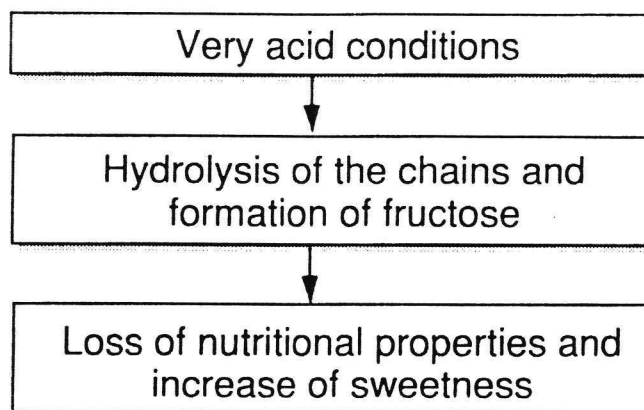 Very acid conditions
Hydrolysis of the chains and
formation of fructose
Loss of nutritional properties and
increase of sweetness